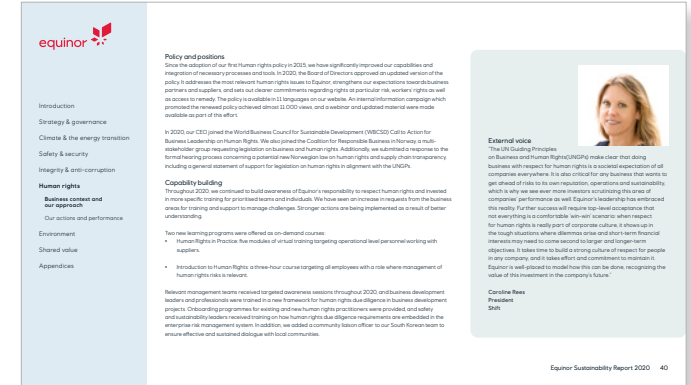 equinor
Introduction
Strategy & governance
Climate & the energy transition
Safety & security
Integrity & anti-corruption
Human rights
Business context and
our approach
Our actions and performance
Environment
Shared value
Appendices
Policy and positions
Since the adoption of our first Human rights policy in 2015, we have significantly improved our capabilities and
integration of necessary processes and tools. In 2020, the Board of Directors approved an updated version of the
policy. It addresses the most relevant human rights issues to Equinor, strengthens our expectations towards business
partners and suppliers, and sets out clearer commitments regarding rights at particular risk, workers rights as well
as access to remedy. The policy is available in 11 languages on our website. An internal information campaign which
promoted the renewed policy achieved almost 11.000 views, and a webinar and updated material were made
available as part of this effort.
In 2020, our CEO joined the World Business Council for Sustainable Development (WBCSD) Call to Action for
Business Leadership on Human Rights. We also joined the Coalition for Responsible Business in Norway, a multi-
stakeholder group requesting legislation on business and human rights. Additionally, we submitted a response to the
formal hearing process concerning a potential new Norwegian law on human rights and supply chain transparency,
including a general statement of support for legislation on human rights in alignment with the UNGPs.
Capability building
Throughout 2020, we continued to build awareness of Equinor's responsibility to respect human rights and invested
in more specific training for prioritised teams and individuals. We have seen an increase in requests from the business
areas for training and support to manage challenges. Stronger actions are being implemented as a result of better
understanding.
Two new learning programs were offered as on-demand courses:
• Human Rights in Practice: five modules of virtual training targeting operational level personnel working with
suppliers.
• Introduction to Human Rights: a three-hour course targeting all employees with a role where management of
human rights risks is relevant.
Relevant management teams received targeted awareness sessions throughout 2020, and business development
leaders and professionals were trained in a new framework for human rights due diligence in business development
projects. Onboarding programmes for existing and new human rights practitioners were provided, and safety
and sustainability leaders received training on how human rights due diligence requirements are embedded in the
enterprise risk management system. In addition, we added a community liaison officer to our South Korean team to
ensure effective and sustained dialogue with local communities.
External voice
"The UN Guiding Principles
on Business and Human Rights(UNGPs) make clear that doing
business with respect for human rights is a societal expectation of all
companies everywhere. It is also critical for any business that wants to
get ahead of risks to its own reputation, operations and sustainability,
which is why we see ever more investors scrutinizing this area of
companies' performance as well. Equinor's leadership has embraced
this reality. Further success will require top-level acceptance that
not everything is a comfortable 'win-win' scenario: when respect
for human rights is really part of corporate culture, it shows up in
the tough situations where dilemmas arise and short-term financial
interests may need to come second to larger and longer-term
objectives. It takes time to build a strong culture of respect for people
in any company, and it takes effort and commitment to maintain it.
Equinor is well-placed to model how this can be done, recognizing the
value of this investment in the company's future."
Caroline Rees
President
Shift
Equinor Sustainability Report 2020 40